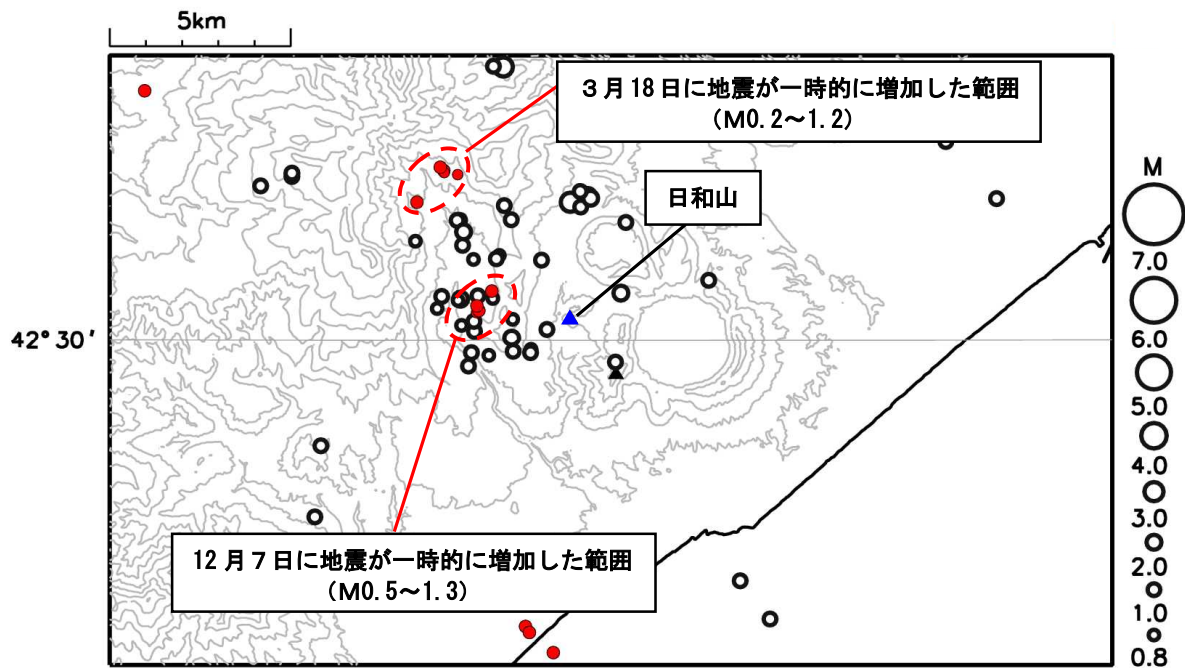 5km
３月18日に地震が一時的に増加した範囲
（M0.2～1.2）
日和山
42°30′
12月７日に地震が一時的に増加した範囲
（M0.5～1.3）
M
7.0
6.0
5.0
4.0
3.0
2.0
1.0
0.8